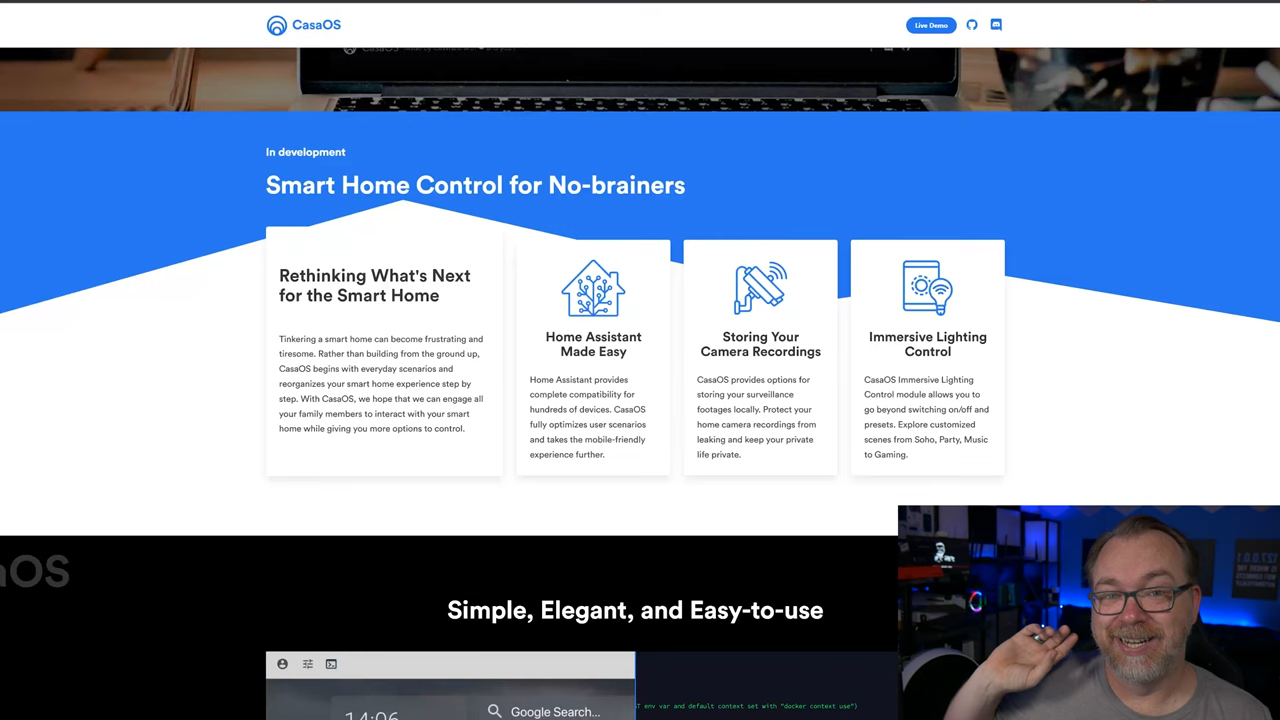 CasaOS
Live Demo
CasaOS
In development
Smart Home Control for No-brainers
Rethinking What's Next
for the Smart Home
Tinkering a smart home can become frustrating and
tiresome. Rather than building from the ground up,
CasaOS begins with everyday scenarios and
reorganizes your smart home experience step by
step. With CasaOS, we hope that we can engage all
your family members to interact with your smart
home while giving you more options to control.
Home Assistant
Made Easy
Home Assistant provides
complete compatibility for
hundreds of devices. CasaOS
fully optimizes user scenarios
and takes the mobile-friendly
experience further.
Storing Your
Camera Recordings
CasaOS provides options for
storing your surveillance
footages locally. Protect your
home camera recordings from
leaking and keep your private
life private.
Immersive Lighting
Control
CasaOS Immersive Lighting
Control module allows you to
go beyond switching on/off and
presets. Explore customized
scenes from Soho, Party, Music
to Gaming.
aOS
Simple, Elegant, and Easy-to-use
14:06
Google Search...
ST env var and default context set with "docker context use")